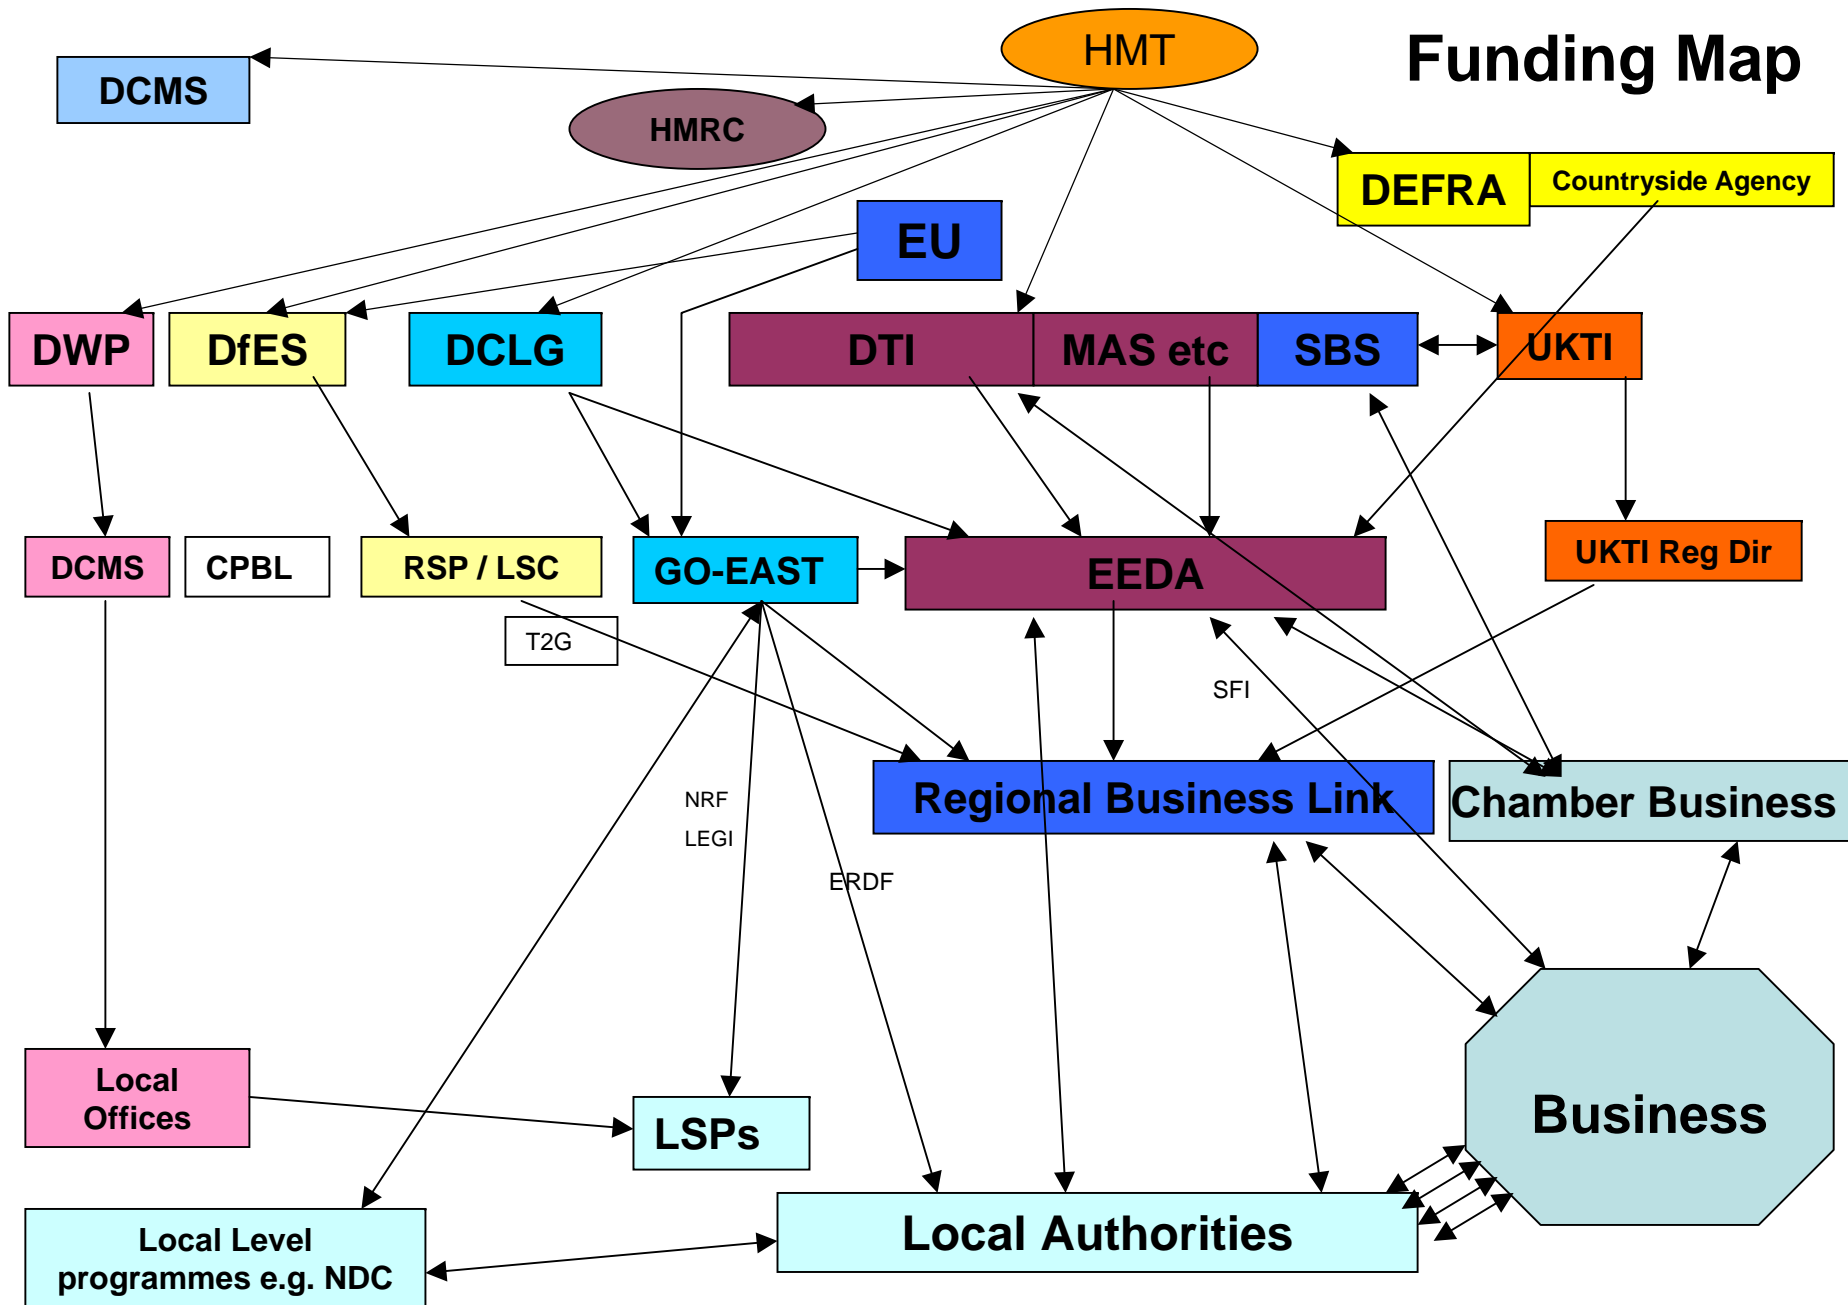 HMT
Funding Map
DCMS
HMRC
DEFRA
Countryside Agency
EU
DWP
DfES
DCLG
DTI
MAS etc
SBS
UKTI
DCMS
CPBL
RSP / LSC
GO-EAST
EEDA
UKTI Reg Dir
T2G
SFI
Regional Business Link
Chamber Business
NRF
LEGI
ERDF
Local
Offices
LSPs
Business
Local Authorities
Local Level
programmes e.g. NDC